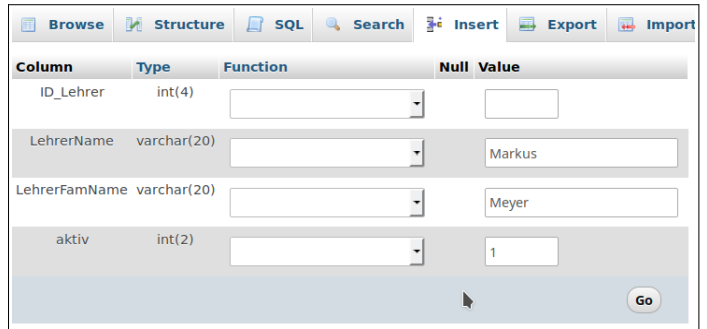 Browse Structure SQL Search Insert Export Import
Column Type Function Null Value
ID_Lehrer int(4)
LehrerName varchar(20) Markus
LehrerFamName varchar(20) Meyer
aktiv int(2) 1
Go